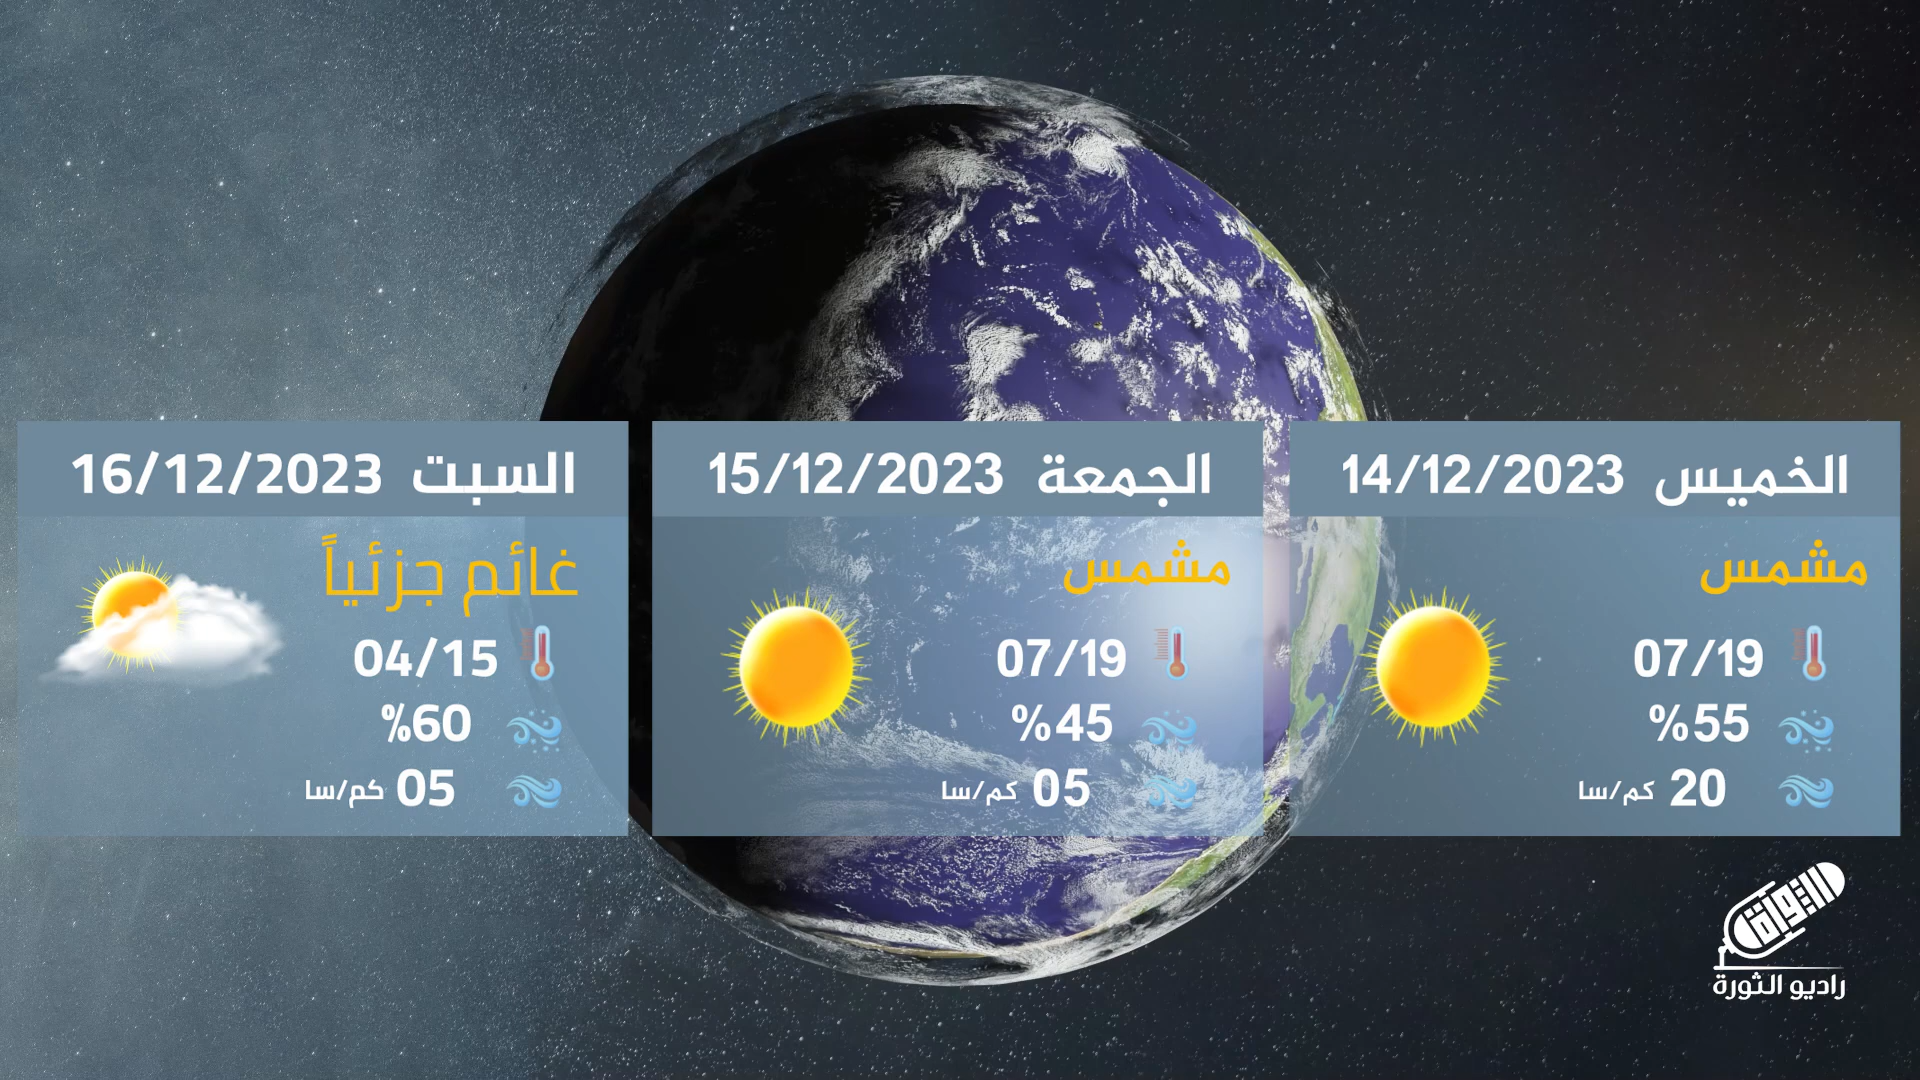 الخميس 14/12/2023
مشمس
07/19
%55
20 كم/سا
الجمعة 15/12/2023
مشمس
07/19
%45
05 كم/سا
السبت 16/12/2023
غائم جزئياً
04/15
%60
05 كم/سا
الثورة
راديو الثورة